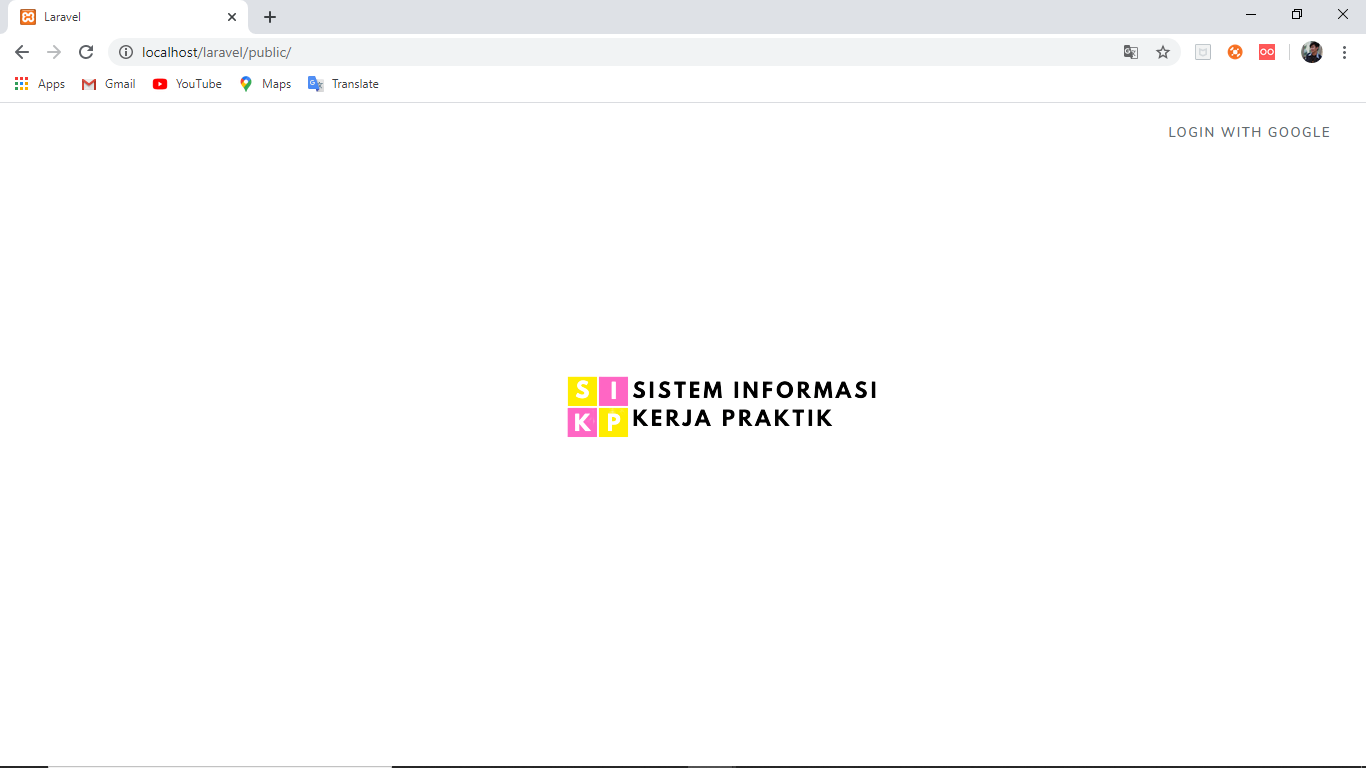 Laravel
localhost/laravel/public/
Apps Gmail YouTube Maps Translate
LOGIN WITH GOOGLE
S I SISTEM INFORMASI
K P KERJA PRAKTIK